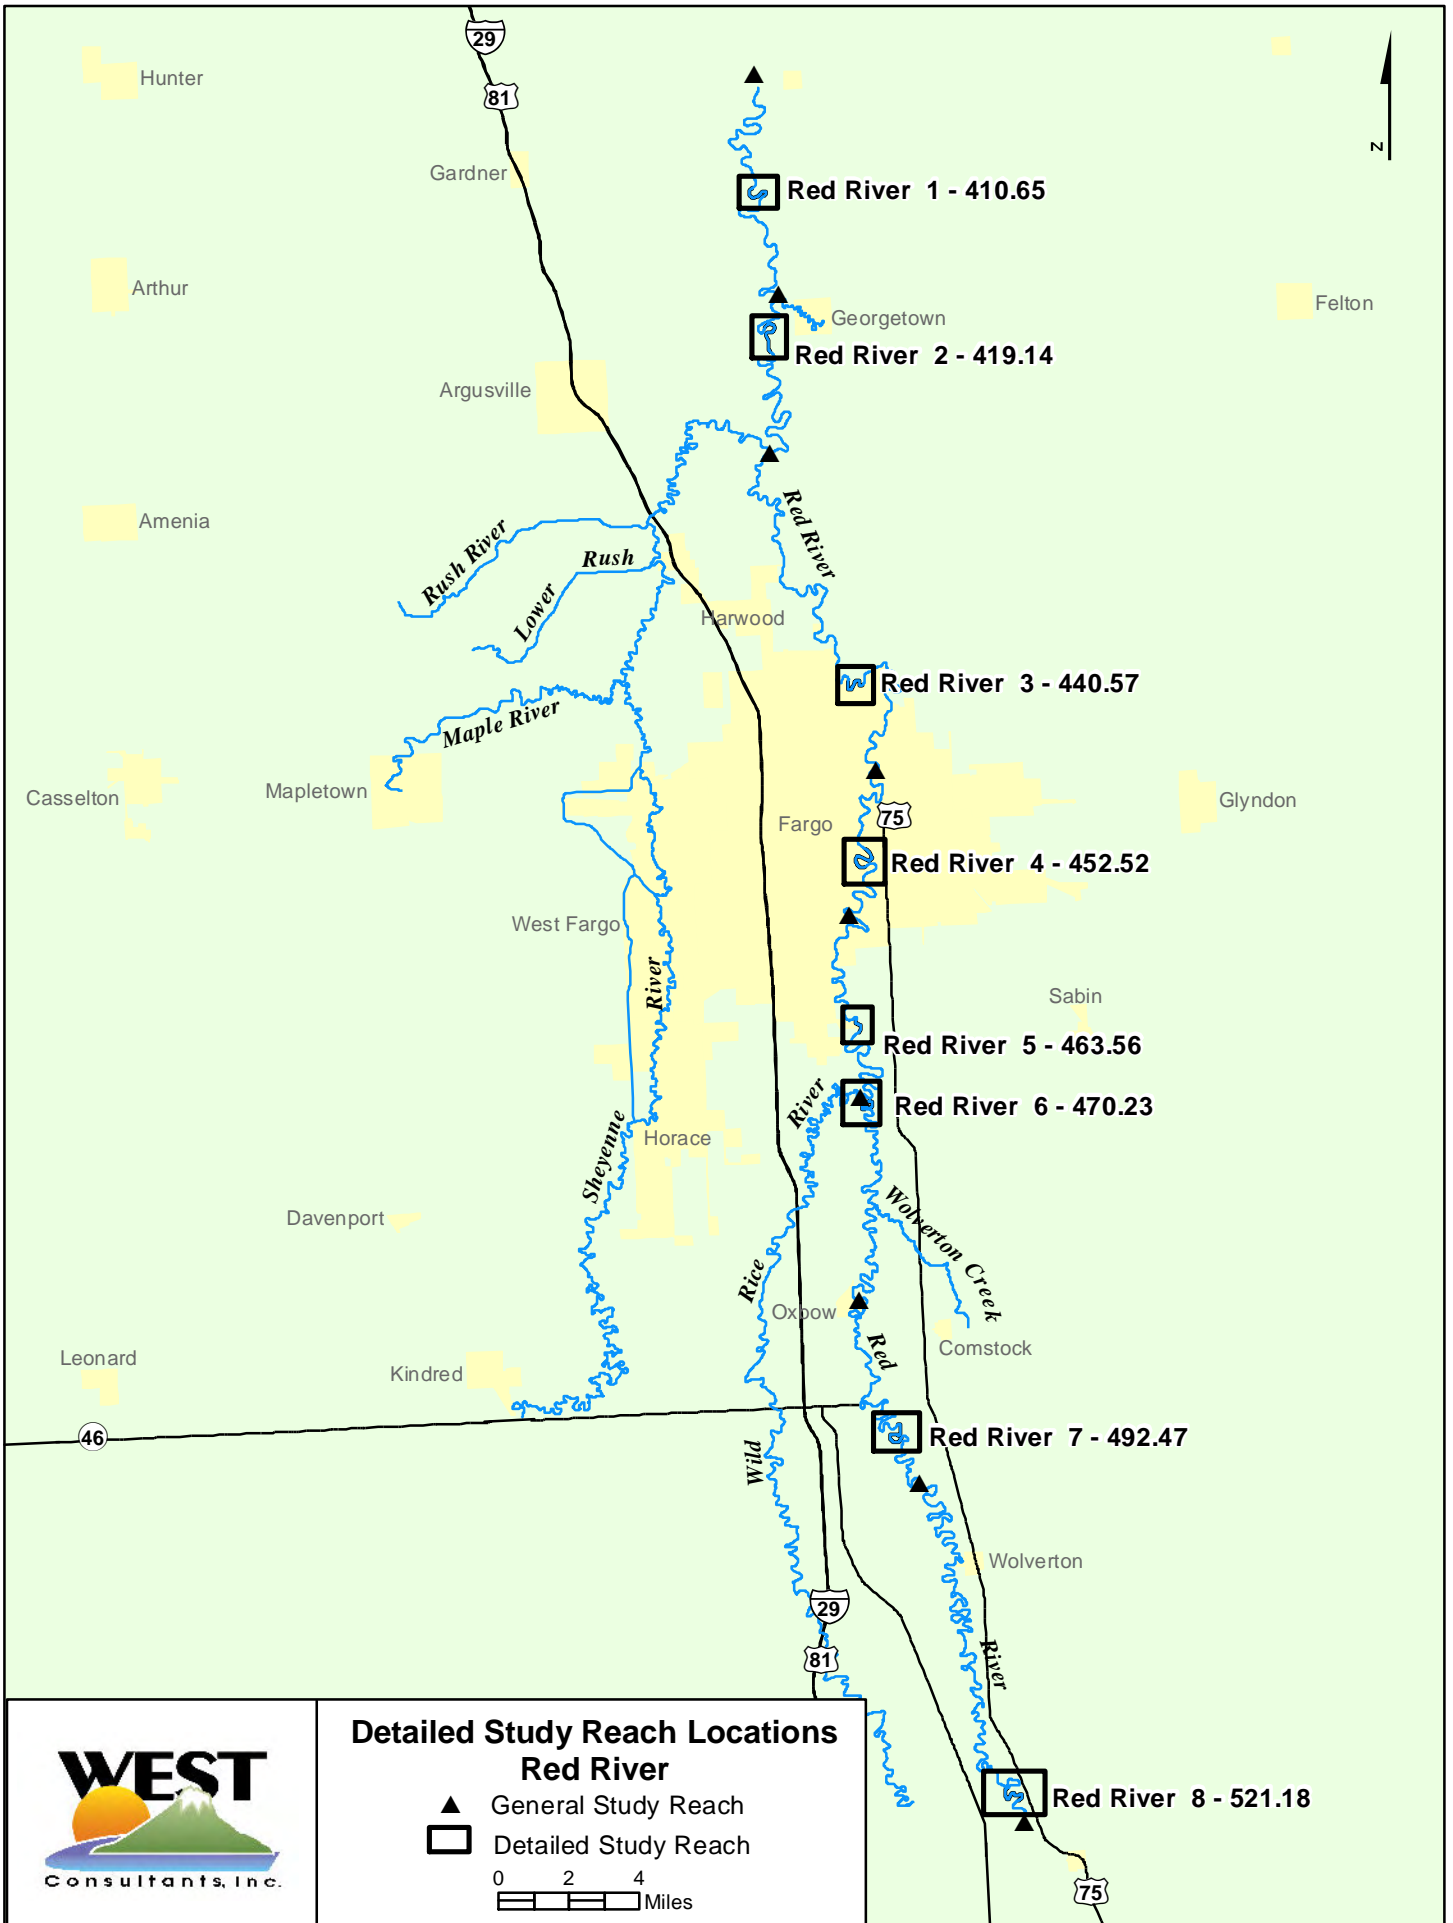 29
81
Hunter
Gardner
N
Red River 1 - 410.65
Arthur
Felton
Georgetown
Red River 2 - 419.14
Argusville
Amenia
Red River
Rush River
Lower Rush
Harwood
Red River 3 - 440.57
Maple River
Casselton
Mapletown
Glyndon
75
Fargo
Red River 4 - 452.52
West Fargo
River
Sabin
Red River 5 - 463.56
River
Red River 6 - 470.23
Horace
Sheyenne
Davenport
Wolverton Creek
Rice
Oxbow
Red
Comstock
Leonard
Kindred
46
Wild
Red River 7 - 492.47
Wolverton
29
81
River
Red River 8 - 521.18
75
WEST
Consultants, Inc.
Detailed Study Reach Locations
Red River
General Study Reach
Detailed Study Reach
0 2 4
Miles